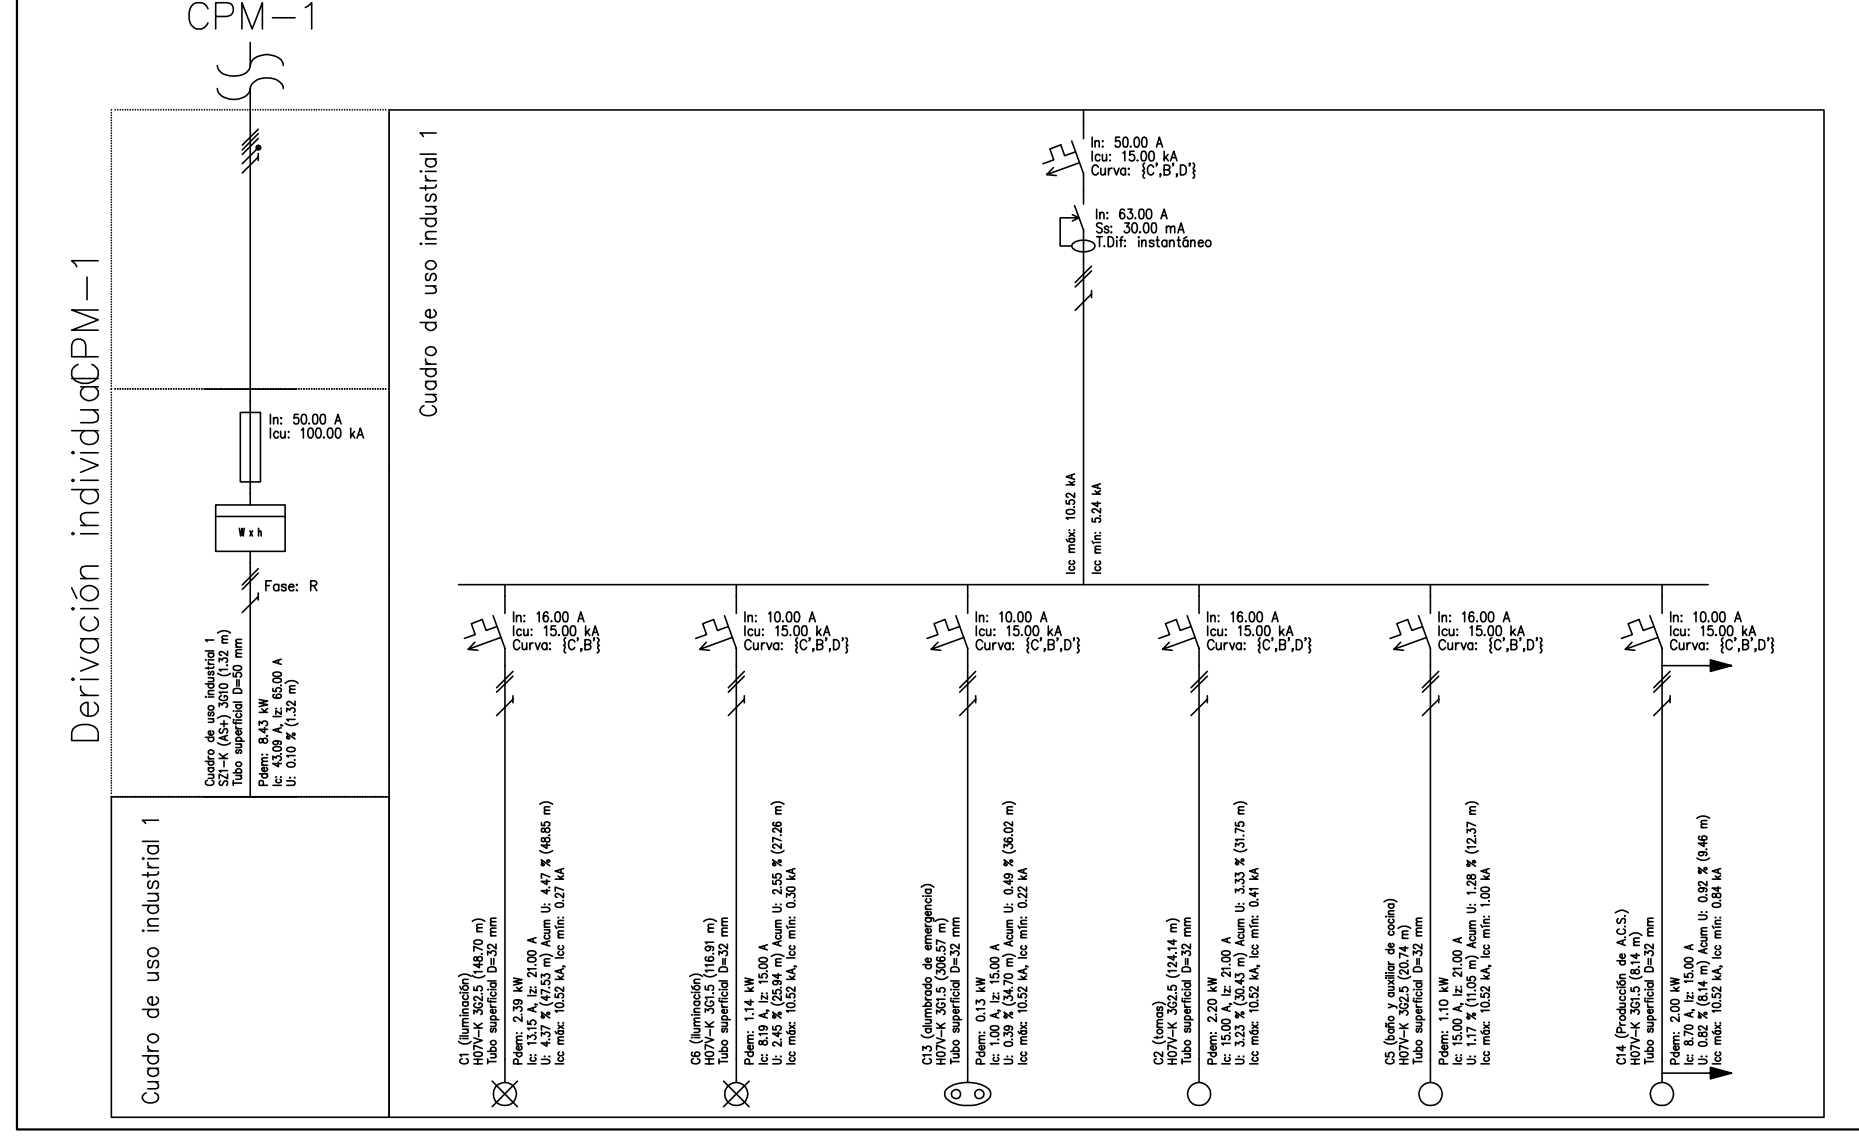 CPM-1
Derivación individual
CPM-1
In: 50.00 A
Icu: 100.00 kA
W x h
Fase: R
Cuadro de uso industrial 1
SZ1-K (AS+) 3G10 (1.32 m)
Tubo superficial D=50 mm
Pdem: 8.43 kW
Ic: 43.09 A, Iz: 65.00 A
U: 0.10 % (1.32 m)
Cuadro de uso industrial 1
Cuadro de uso industrial 1
In: 50.00 A
Icu: 15.00 kA
Curva: {C',B',D'}
In: 63.00 A
Ss: 30.00 mA
T.Dif: instantáneo
Icc máx: 10.52 kA
Icc mín: 5.24 kA
In: 16.00 A
Icu: 15.00 kA
Curva: {C',B'}
C1 (iluminación)
H07V-K 3G2.5 (148.70 m)
Tubo superficial D=32 mm
Pdem: 2.39 kW
Ic: 13.15 A, Iz: 21.00 A
U: 4.37 % (47.53 m) Acum U: 4.47 % (48.85 m)
Icc máx: 10.52 kA, Icc mín: 0.27 kA
In: 10.00 A
Icu: 15.00 kA
Curva: {C',B',D'}
C6 (iluminación)
H07V-K 3G1.5 (116.91 m)
Tubo superficial D=32 mm
Pdem: 1.14 kW
Ic: 8.19 A, Iz: 15.00 A
U: 2.45 % (25.94 m) Acum U: 2.55 % (27.26 m)
Icc máx: 10.52 kA, Icc mín: 0.30 kA
In: 10.00 A
Icu: 15.00 kA
Curva: {C',B',D'}
C13 (alumbrado de emergencia)
H07V-K 3G1.5 (306.57 m)
Tubo superficial D=32 mm
Pdem: 0.13 kW
Ic: 1.00 A, Iz: 15.00 A
U: 0.39 % (34.70 m) Acum U: 0.49 % (36.02 m)
Icc máx: 10.52 kA, Icc mín: 0.22 kA
In: 16.00 A
Icu: 15.00 kA
Curva: {C',B',D'}
C2 (tomas)
H07V-K 3G2.5 (124.14 m)
Tubo superficial D=32 mm
Pdem: 2.20 kW
Ic: 15.00 A, Iz: 21.00 A
U: 3.23 % (30.43 m) Acum U: 3.33 % (31.75 m)
Icc máx: 10.52 kA, Icc mín: 0.41 kA
In: 16.00 A
Icu: 15.00 kA
Curva: {C',B',D'}
C5 (baño y auxiliar de cocina)
H07V-K 3G2.5 (20.74 m)
Tubo superficial D=32 mm
Pdem: 1.10 kW
Ic: 15.00 A, Iz: 21.00 A
U: 1.17 % (11.05 m) Acum U: 1.28 % (12.37 m)
Icc máx: 10.52 kA, Icc mín: 1.00 kA
In: 10.00 A
Icu: 15.00 kA
Curva: {C',B',D'}
C14 (Producción de A.C.S.)
H07V-K 3G1.5 (8.14 m)
Tubo superficial D=32 mm
Pdem: 2.00 kW
Ic: 8.70 A, Iz: 15.00 A
U: 0.82 % (8.14 m) Acum U: 0.92 % (9.46 m)
Icc máx: 10.52 kA, Icc mín: 0.84 kA